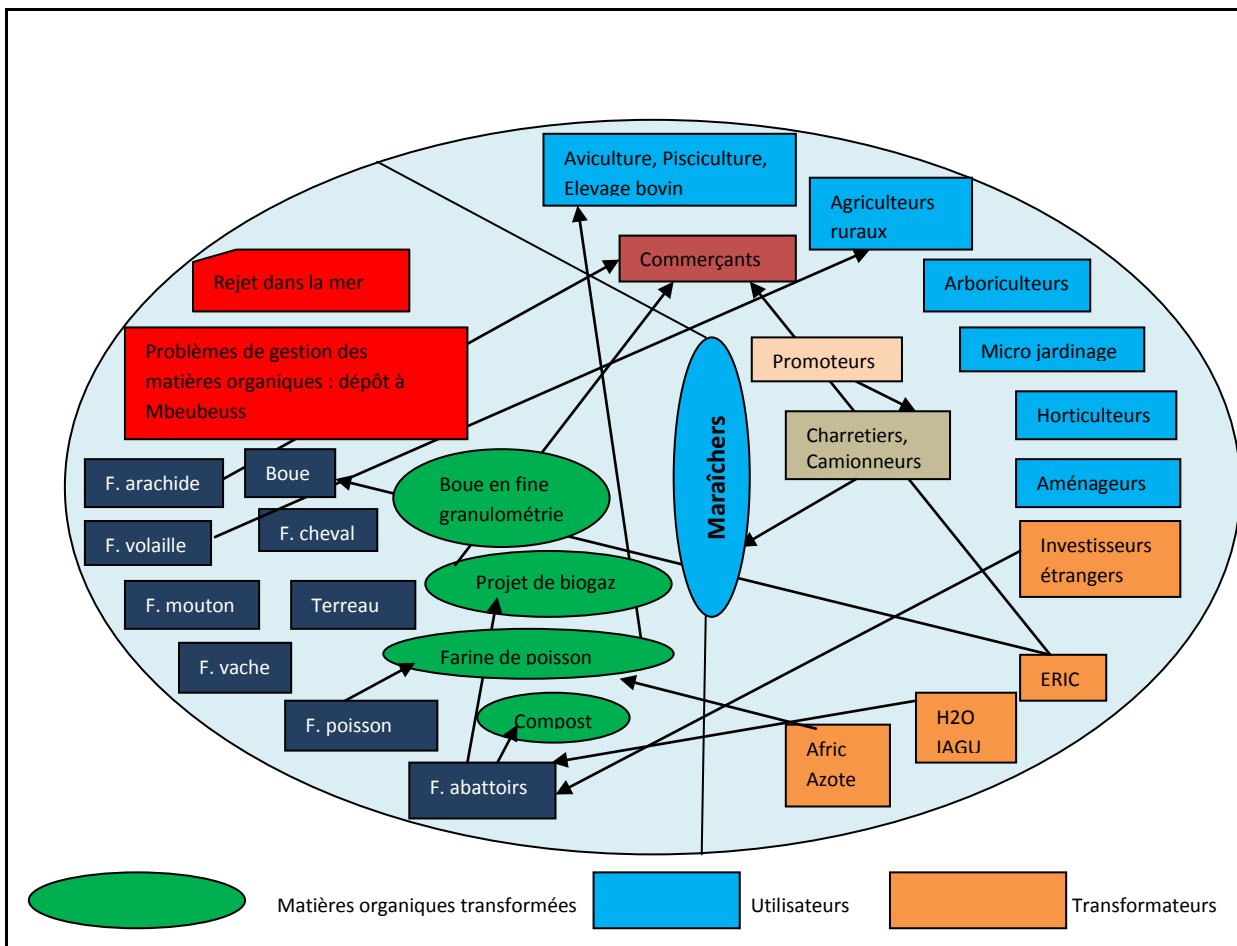 Aviculture, Pisciculture,
Elevage bovin
Agriculteurs
ruraux
Commerçants
Rejet dans la mer
Arboriculteurs
Problèmes de gestion des
matières organiques : dépôt à
Mbeubeuss
Promoteurs
Micro jardinage
Charretiers,
Camionneurs
Horticulteurs
Maraîchers
F. arachide
Boue
Boue en fine
granulométrie
Aménageurs
F. volaille
F. cheval
Investisseurs
étrangers
Projet de biogaz
F. mouton
Terreau
Farine de poisson
F. vache
ERIC
F. poisson
Compost
H2O
IAGU
Afric
Azote
F. abattoirs
Matières organiques transformées
Utilisateurs
Transformateurs